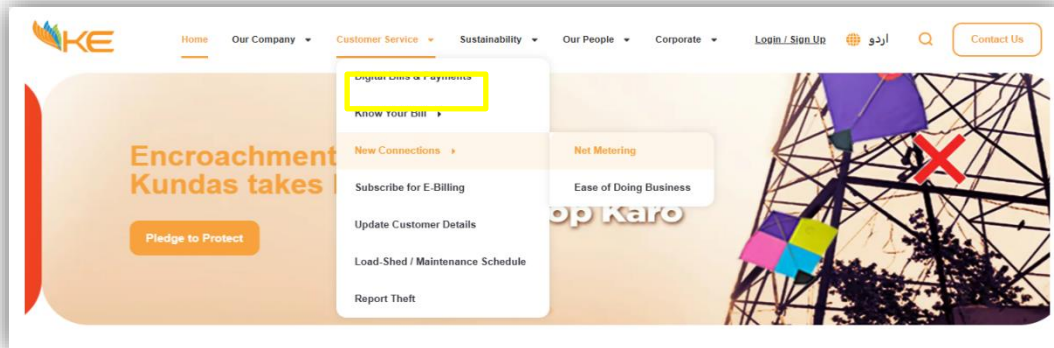 KE
Home Our Company Customer Service Sustainability Our People Corporate Login / Sign Up اردو Contact Us
Digital Bills & Payments
Know Your Bill
New Connections Net Metering
Subscribe for E-Billing Ease of Doing Business
Update Customer Details
Load-Shed / Maintenance Schedule
Report Theft
Encroachment
Kundas takes
op Karo
Pledge to Protect